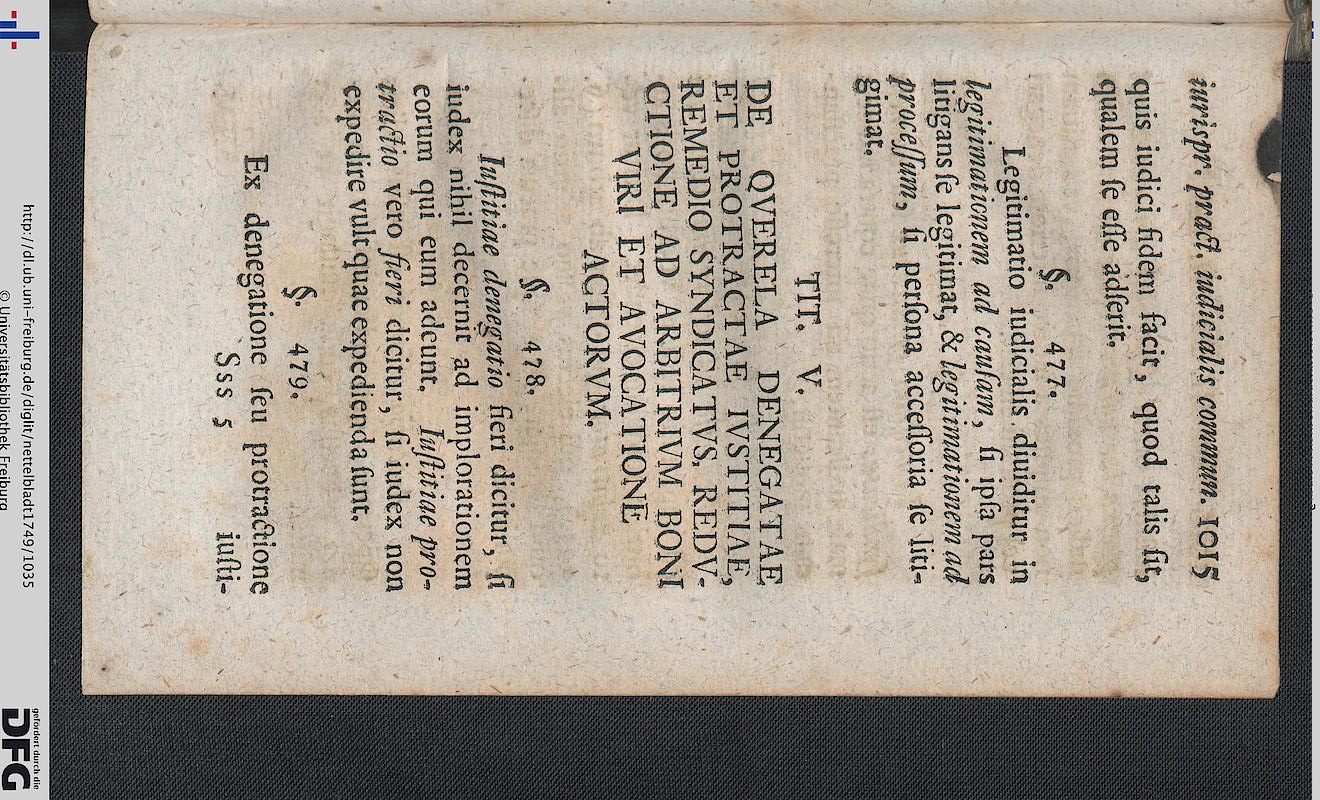 iurispr. pract. iudicialis commun. 1015
quis iudici fidem facit, quod talis ſit,
qualem ſe eſſe adſerit.
§. 477.
Legitimatio iudicialis diuiditur in
legitimationem ad cauſam, ſi ipſa pars
litigans ſe legitimat, & legitimationem ad
proceſſum, ſi perſona acceſſoria ſe liti-
gimat.
TIT. V.
DE QVERELA DENEGATAE
ET PROTRACTAE IVSTITIAE,
REMEDIO SYNDICATVS, REDV-
CTIONE AD ARBITRIVM BONI
VIRI ET AVOCATIONE
ACTORVM.
§. 478.
Iuſtitiae denegatio fieri dicitur, ſi
iudex nihil decernit ad implorationem
eorum qui eum adeunt. Iuſtitiae pro-
tractio vero fieri dicitur, ſi iudex non
expedire vult quae expedienda ſunt.
§. 479.
Ex denegatione ſeu protractione
Sss 5 iuſti-
http://dl.ub.uni-freiburg.de/diglit/nettelbladt1749/1035
© Universitätsbibliothek Freiburg
gefördert durch die
DFG